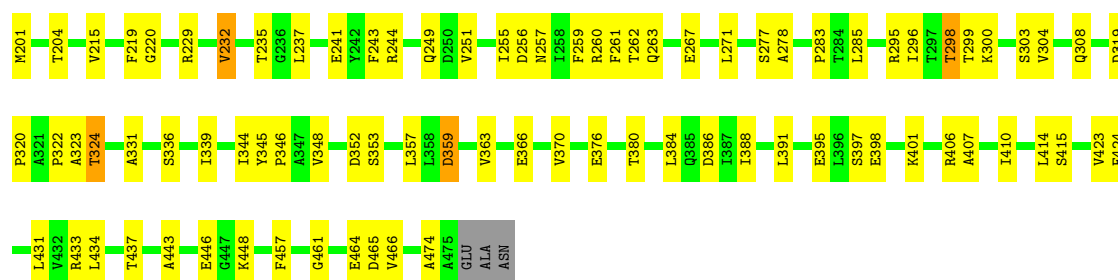 M201 T204 V215 F219 G220 R229 V232 T235 G236 L237 E241 Y242 F243 R244 Q249 D250 V251 I255 D256 N257 I258 F259 R260 F261 T262 Q263 E267 L271 S277 A278 P283 T284 L285 R295 I296 T297 T298 T299 K300 S303 V304 Q308 D319
P320 A321 P322 A323 T324 A331 S336 I339 I344 Y345 P346 A347 V348 D352 S353 L357 L358 D359 V363 E366 V370 E376 T380 L384 Q385 D386 I387 I388 L391 E395 L396 S397 E398 K401 R406 A407 I410 L414 S415 V423
L431 V432 R433 L434 T437 A443 E446 G447 K448 F457 G461 E464 D465 V466 A474 A475 GLU ALA ASN